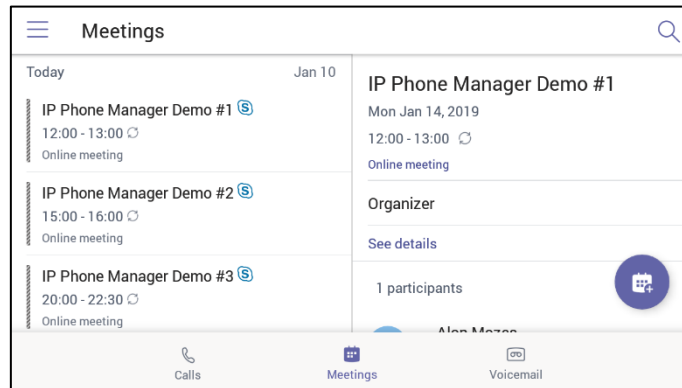 Meetings
Today Jan 10
IP Phone Manager Demo #1
12:00 - 13:00
Online meeting
IP Phone Manager Demo #2
15:00 - 16:00
Online meeting
IP Phone Manager Demo #3
20:00 - 22:30
Online meeting
IP Phone Manager Demo #1
Mon Jan 14, 2019
12:00 - 13:00
Online meeting
Organizer
See details
1 participants
Calls
Meetings
Voicemail